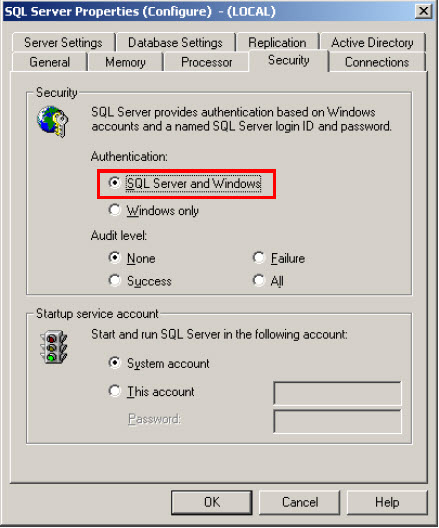 SQL Server Properties (Configure) - (LOCAL)
Server Settings
Database Settings
Replication
Active Directory
General
Memory
Processor
Security
Connections
Security
SQL Server provides authentication based on Windows
accounts and a named SQL Server login ID and password.
Authentication:
SQL Server and Windows
Windows only
Audit level:
None
Failure
Success
All
Startup service account
Start and run SQL Server in the following account:
System account
This account
Password:
OK
Cancel
Help